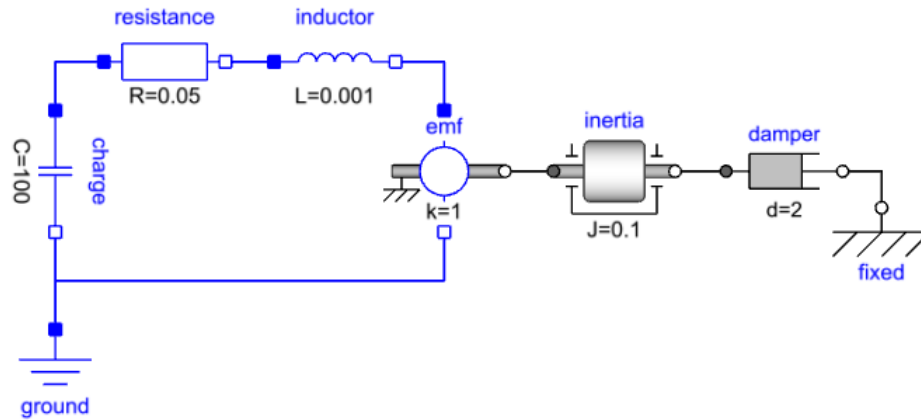 resistance
inductor
R=0.05
L=0.001
C=100
charge
emf
k=1
inertia
J=0.1
damper
d=2
fixed
ground